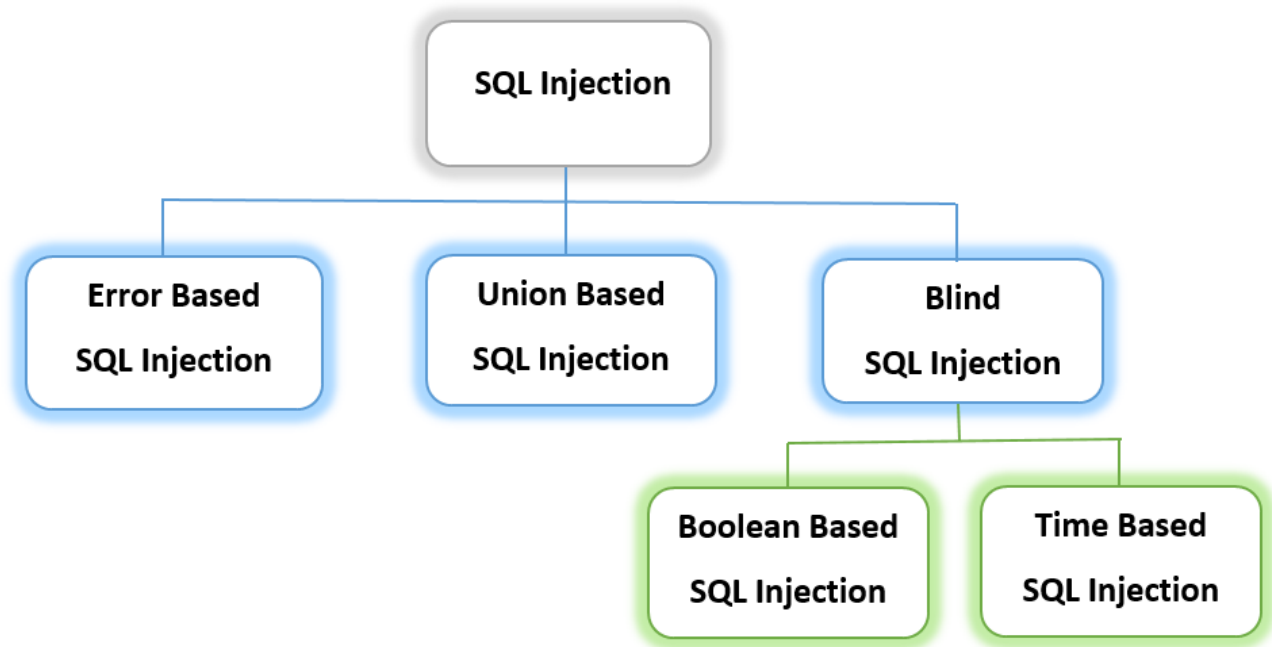 SQL Injection
Error Based
SQL Injection
Union Based
SQL Injection
Blind
SQL Injection
Boolean Based
SQL Injection
Time Based
SQL Injection